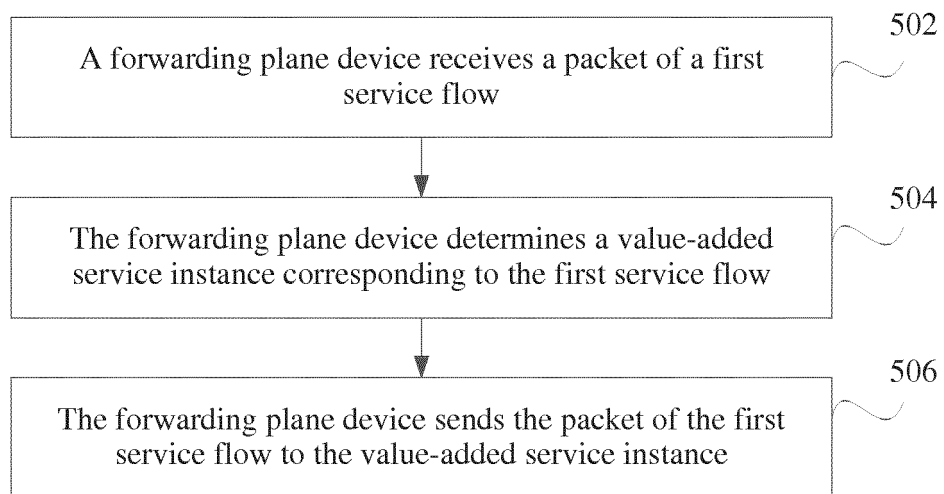 502
A forwarding plane device receives a packet of a first
service flow
504
The forwarding plane device determines a value-added
service instance corresponding to the first service flow
506
The forwarding plane device sends the packet of the first
service flow to the value-added service instance